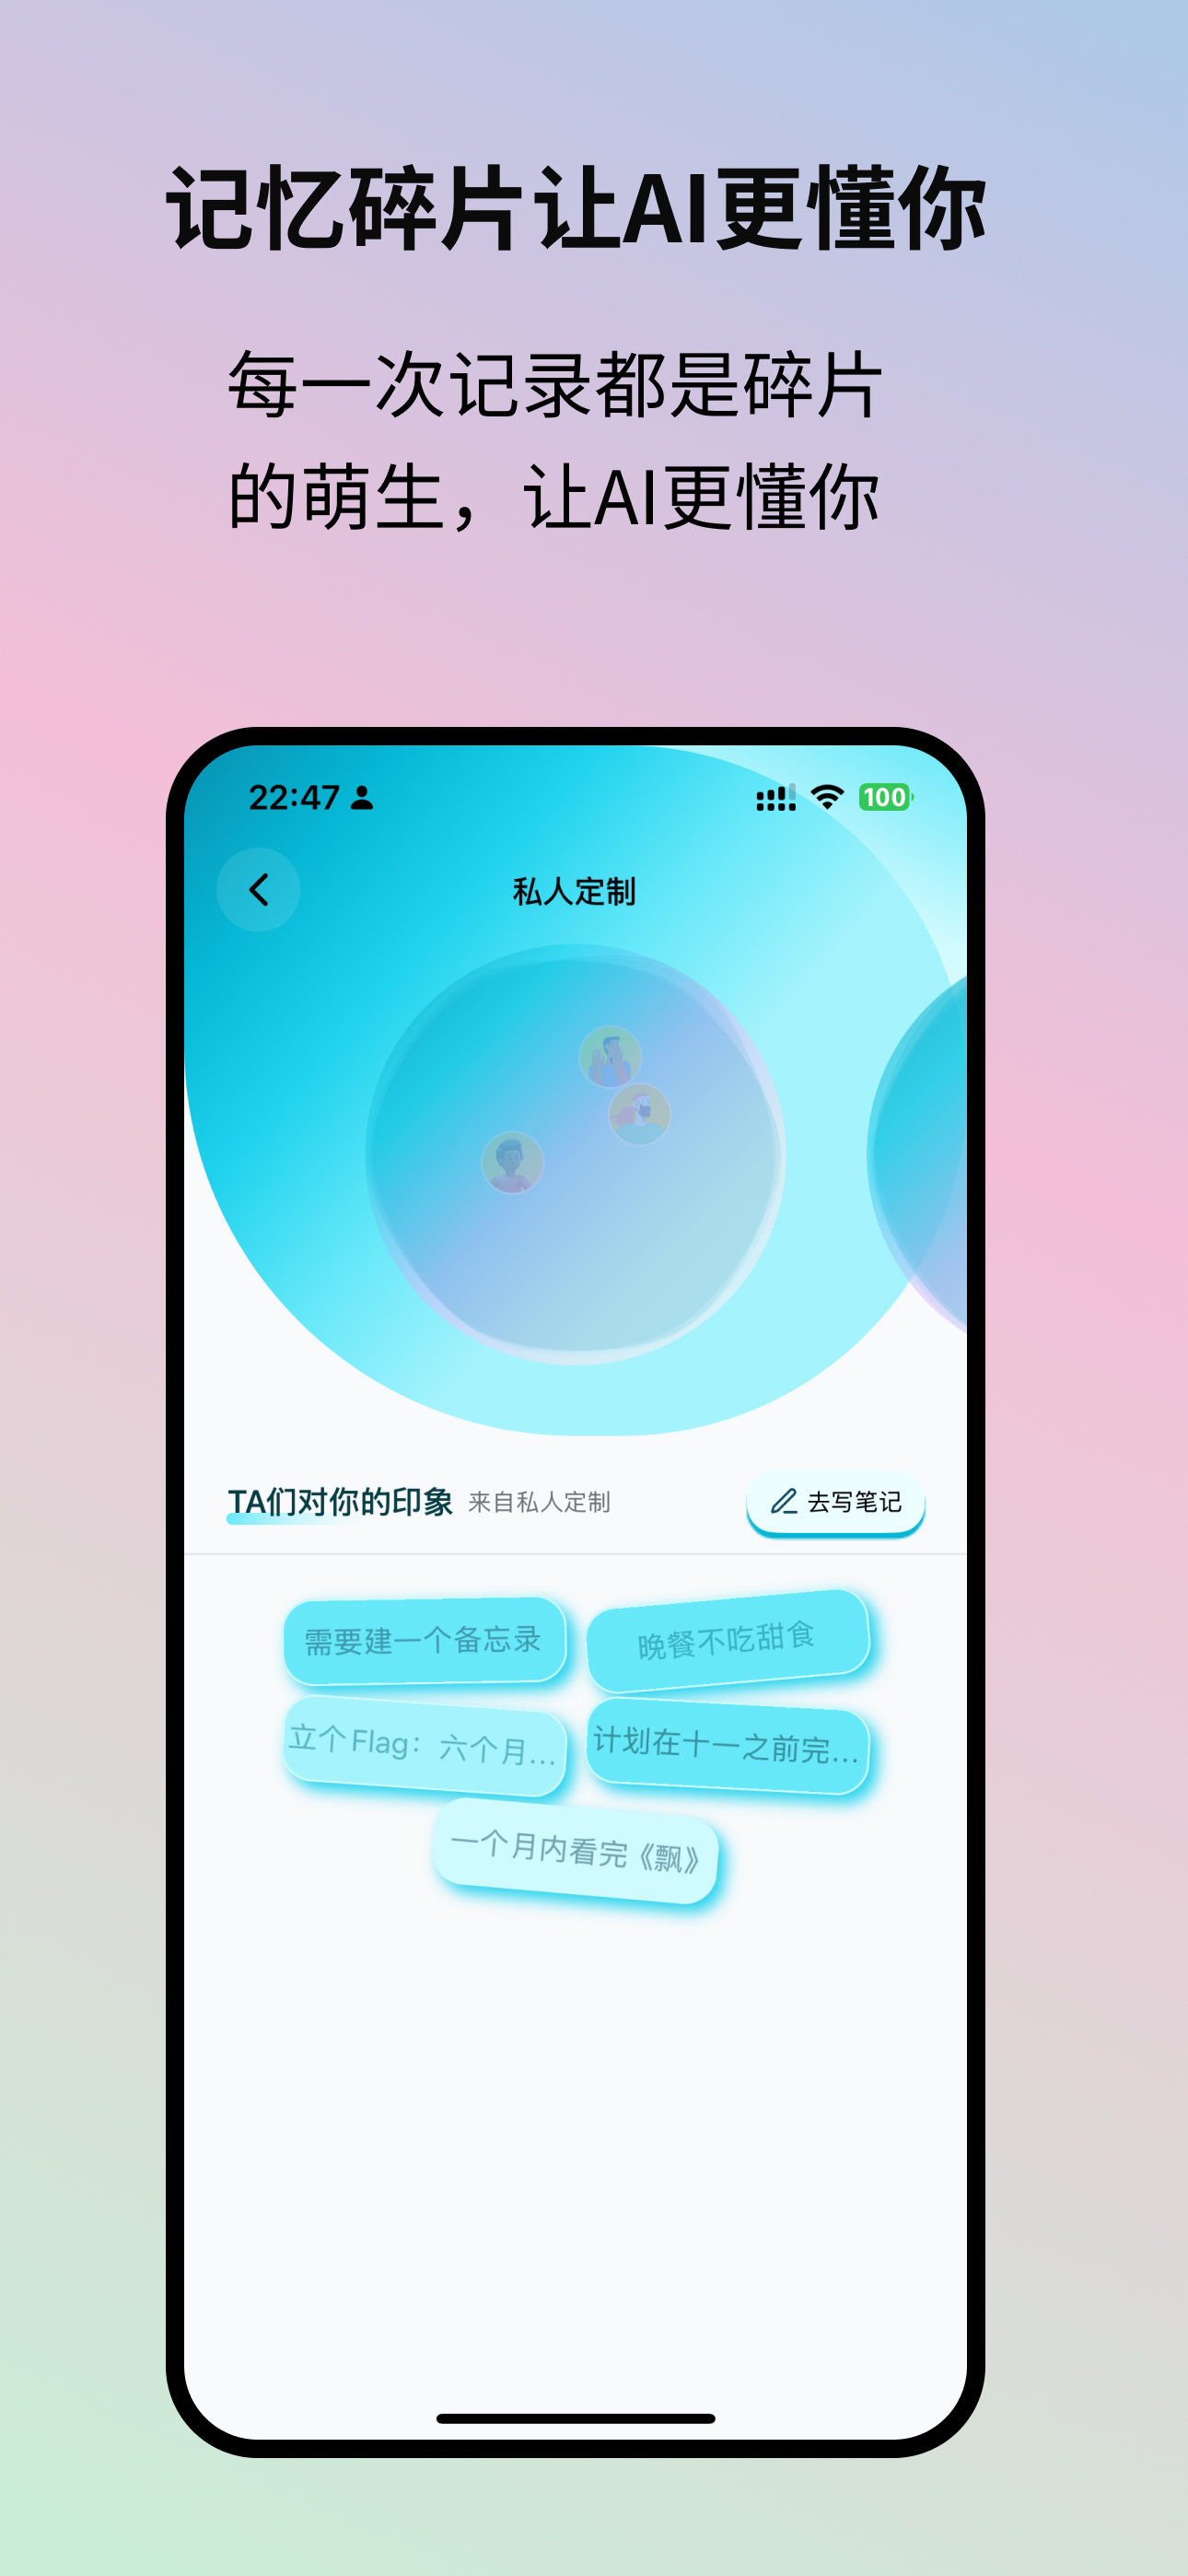 记忆碎片让AI更懂你
每一次记录都是碎片
的萌生，让AI更懂你
22:47
100
私人定制
TA们对你的印象 来自私人定制 去写笔记
需要建一个备忘录 晚餐不吃甜食
立个 Flag：六个月... 计划在十一之前完...
一个月内看完《飘》